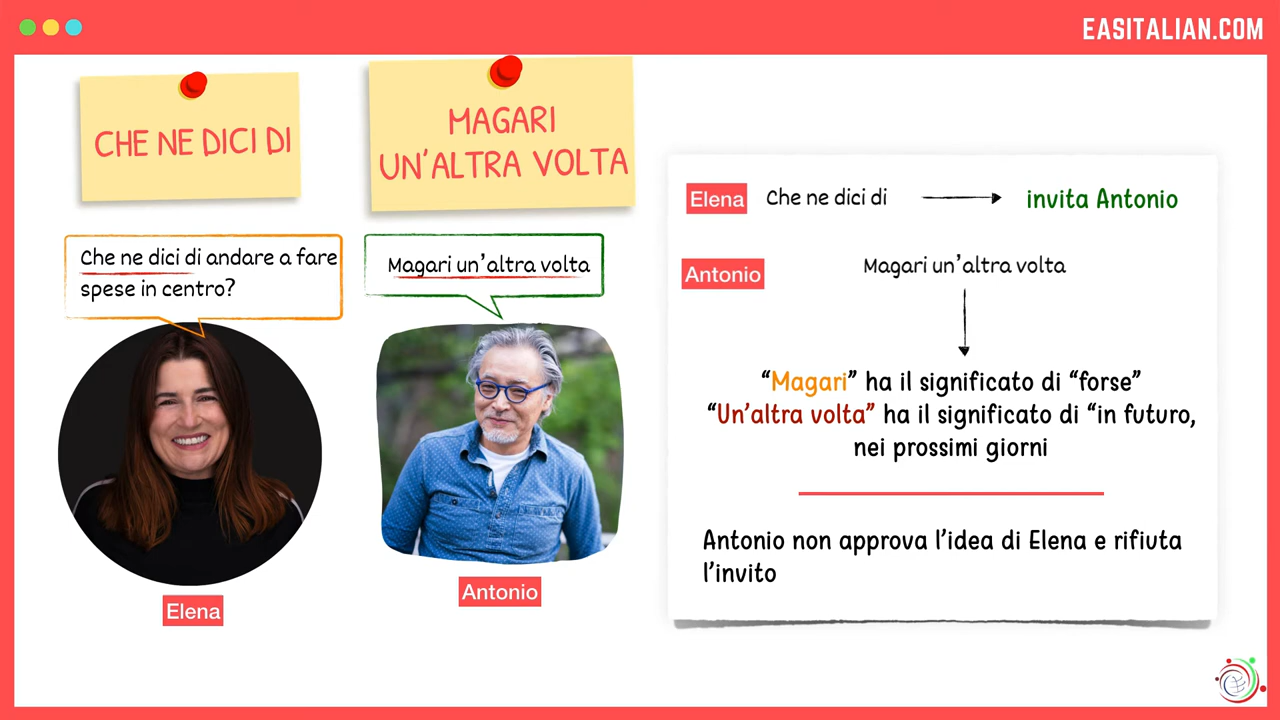 EASITALIAN.COM
CHE NE DICI DI
MAGARI
UN'ALTRA VOLTA
Che ne dici di andare a fare
spese in centro?
Magari un'altra volta
Elena
Antonio
Elena Che ne dici di invita Antonio
Antonio Magari un'altra volta
“Magari” ha il significato di “forse”
“Un'altra volta” ha il significato di “in futuro,
nei prossimi giorni
Antonio non approva l'idea di Elena e rifiuta
l'invito